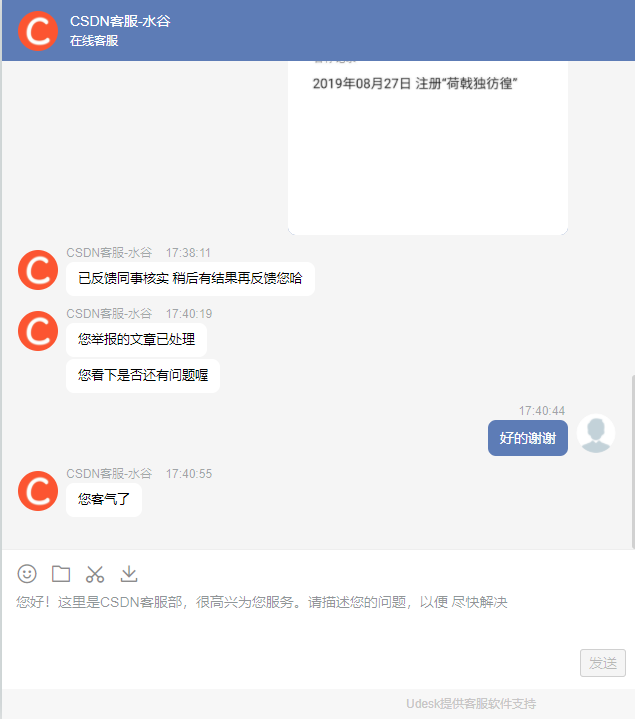 CSDN客服-水谷
在线客服
2019年08月27日 注册“荷戟独彷徨”
CSDN客服-水谷 17:38:11
已反馈同事核实 稍后有结果再反馈您哈
CSDN客服-水谷 17:40:19
您举报的文章已处理
您看下是否还有问题喔
17:40:44
好的谢谢
CSDN客服-水谷 17:40:55
您客气了
您好！这里是CSDN客服部，很高兴为您服务。请描述您的问题，以便 尽快解决
发送
Udesk提供客服软件支持